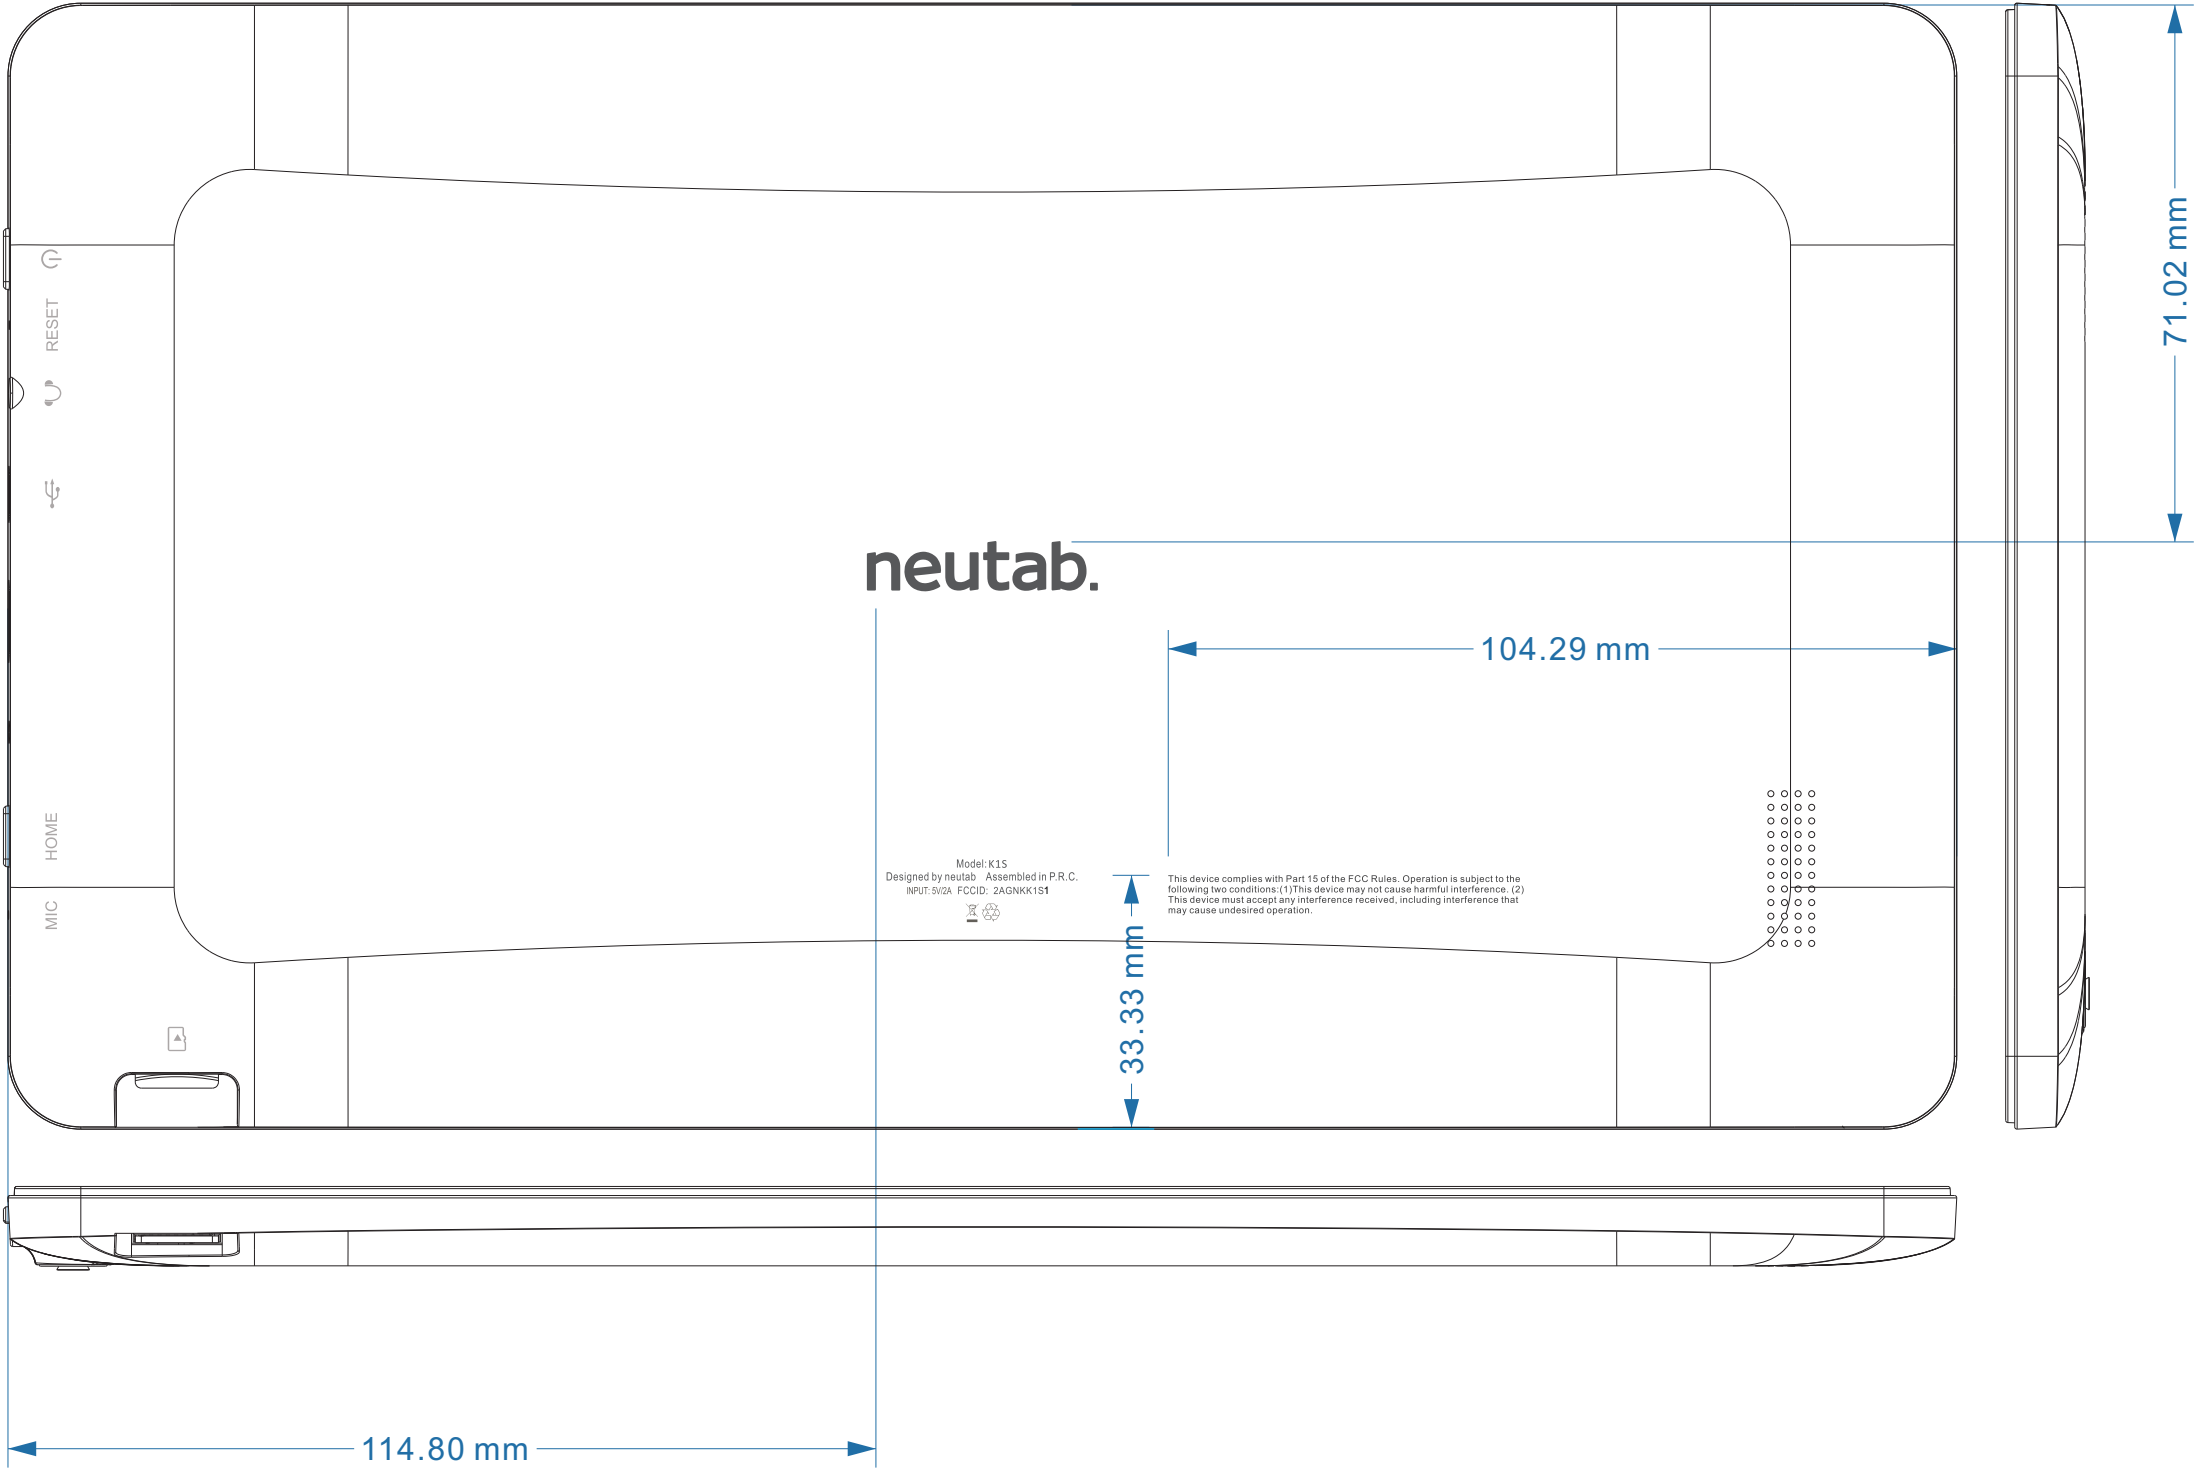 71.02 mm
RESET
neutab.
104.29 mm
HOME
Model:K1S
Designed by neutab Assembled in P.R.C.
INPUT: 5V/2A FCCID: 2AGNKK1S1
This device complies with Part 15 of the FCC Rules. Operation is subject to the
following two conditions:(1)This device may not cause harmful interference. (2)
This device must accept any interference received, including interference that
may cause undesired operation.
MIC
33.33 mm
114.80 mm